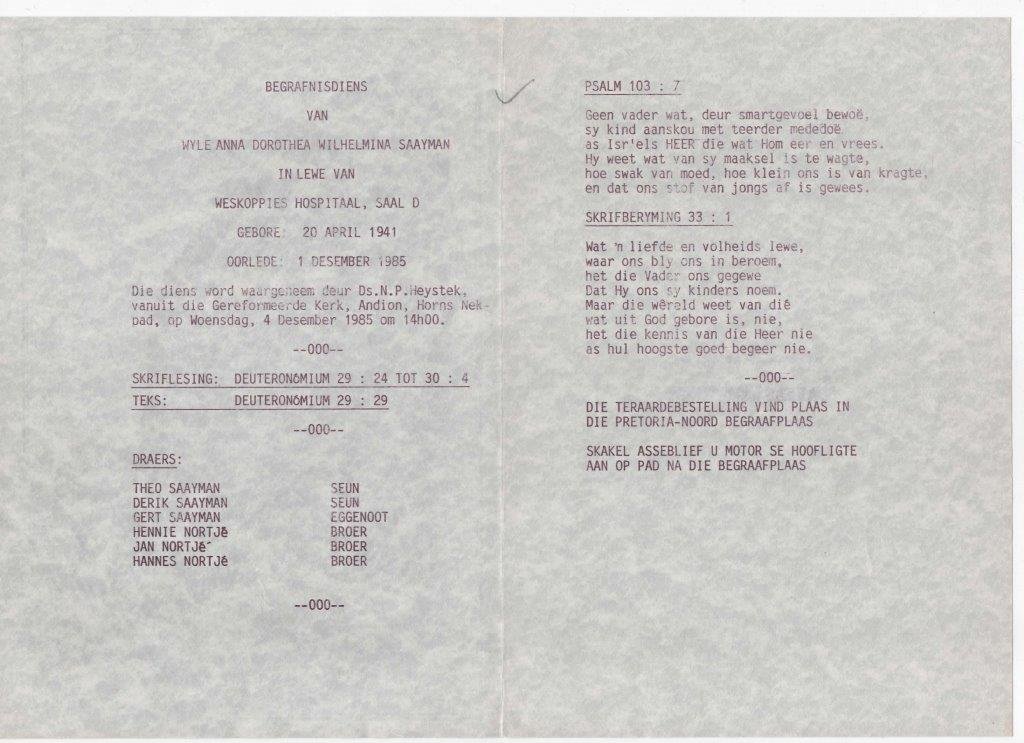 BEGRAFNISDIENS
VAN
WYLE ANNA DOROTHEA WILHELMINA SAAYMAN
IN LEWE VAN
WESKOPPIES HOSPITAAL, SAAL D
GEBORE: 20 APRIL 1941
OORLEDE: 1 DESEMBER 1985
Die diens word waargeneem deur Ds.N.P.Heystek,
vanuit die Gereformeerde Kerk, Andion, Horns Nek-
pad, op Woensdag, 4 Desember 1985 om 14h00.
--000--
SKRIFLESING: DEUTERONÓMIUM 29 : 24 TOT 30 : 4
TEKS: DEUTERONÓMIUM 29 : 29
--000--
DRAERS:
THEO SAAYMAN SEUN
DERIK SAAYMAN SEUN
GERT SAAYMAN EGGENOOT
HENNIE NORTJé BROER
JAN NORTJé BROER
HANNES NORTJé BROER
--000--
PSALM 103 : 7
Geen vader wat, deur smartgevoel bewoë,
sy kind aanskou met teerder mededoë
as Isr'els HEER die wat Hom eer en vrees.
Hy weet wat van sy maaksel is te wagte,
hoe swak van moed, hoe klein ons is van kragte,
en dat ons stof van jongs af is gewees.
SKRIFBERYMING 33 : 1
Wat 'n liefde en volheids lewe,
waar ons bly ons in beroem,
het die Vader ons gegewe
Dat Hy ons sy kinders noem.
Maar die wêreld weet van dié
wat uit God gebore is, nie,
het die kennis van die Heer nie
as hul hoogste goed begeer nie.
--000--
DIE TERAARDEBESTELLING VIND PLAAS IN
DIE PRETORIA-NOORD BEGRAAFPLAAS
SKAKEL ASSEBLIEF U MOTOR SE HOOFLIGTE
AAN OP PAD NA DIE BEGRAAFPLAAS